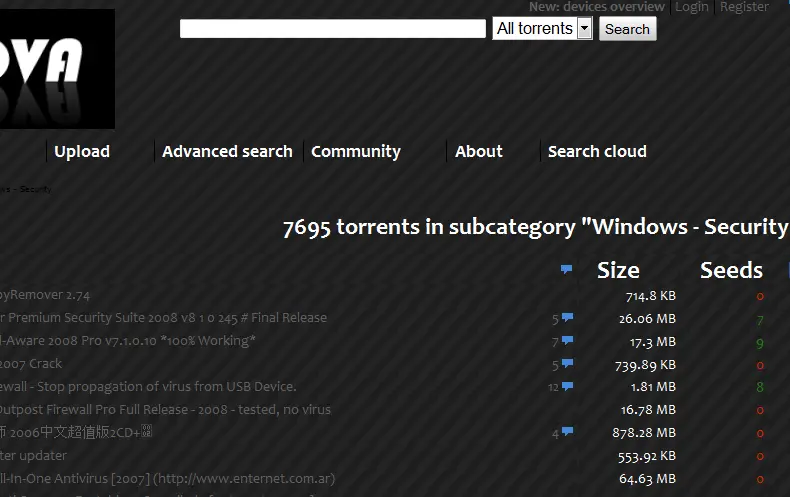 New: devices overview | Login | Register
OVA
All torrents Search
Upload Advanced search Community About Search cloud
- Security
7695 torrents in subcategory "Windows - Security
Size Seeds
pyRemover 2.74 714.8 KB 0
r Premium Security Suite 2008 v8 1 0 245 # Final Release 5 26.06 MB 7
d-Aware 2008 Pro v7.1.0.10 *100% Working* 7 17.3 MB 9
2007 Crack 5 739.89 KB 0
ewall - Stop propagation of virus from USB Device. 12 1.81 MB 8
Outpost Firewall Pro Full Release - 2008 - tested, no virus 16.78 MB 0
2006中文超值版2CD+ 4 878.28 MB 0
ter updater 553.92 KB 0
ll-In-One Antivirus [2007] (http://www.enternet.com.ar) 64.63 MB 0